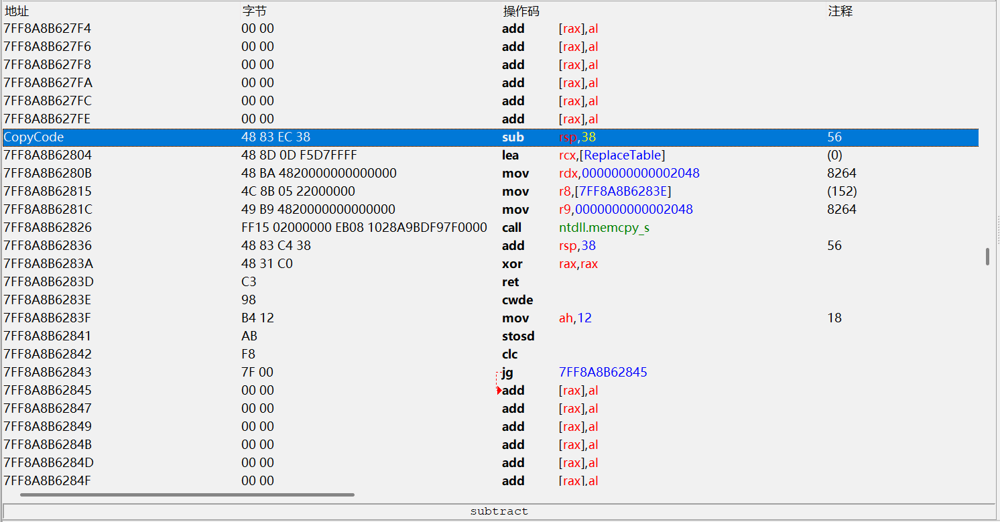 地址 字节 操作码 注释
7FF8A8B627F4 00 00 add [rax],al
7FF8A8B627F6 00 00 add [rax],al
7FF8A8B627F8 00 00 add [rax],al
7FF8A8B627FA 00 00 add [rax],al
7FF8A8B627FC 00 00 add [rax],al
7FF8A8B627FE 00 00 add [rax],al
CopyCode 48 83 EC 38 sub rsp,38 56
7FF8A8B62804 48 8D 0D F5D7FFFF lea rcx,[ReplaceTable] (0)
7FF8A8B6280B 48 BA 4820000000000000 mov rdx,0000000000002048 8264
7FF8A8B62815 4C 8B 05 22000000 mov r8,[7FF8A8B6283E] (152)
7FF8A8B6281C 49 B9 4820000000000000 mov r9,0000000000002048 8264
7FF8A8B62826 FF15 02000000 EB08 1028A9BDF97F0000 call ntdll.memcpy_s
7FF8A8B62836 48 83 C4 38 add rsp,38 56
7FF8A8B6283A 48 31 C0 xor rax,rax
7FF8A8B6283D C3 ret
7FF8A8B6283E 98 cwde
7FF8A8B6283F B4 12 mov ah,12 18
7FF8A8B62841 AB stosd
7FF8A8B62842 F8 clc
7FF8A8B62843 7F 00 jg 7FF8A8B62845
7FF8A8B62845 00 00 add [rax],al
7FF8A8B62847 00 00 add [rax],al
7FF8A8B62849 00 00 add [rax],al
7FF8A8B6284B 00 00 add [rax],al
7FF8A8B6284D 00 00 add [rax],al
7FF8A8B6284F 00 00 add [rax],al
subtract